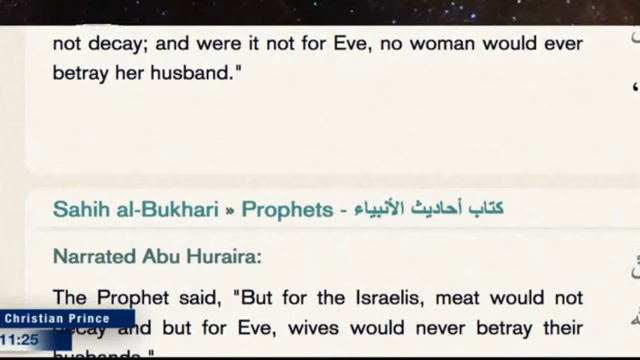 not decay; and were it not for Eve, no woman would ever
betray her husband."
Sahih al-Bukhari » Prophets - كتاب أحاديث الأنبياء
Narrated Abu Huraira:
The Prophet said, "But for the Israelis, meat would not
decay and but for Eve, wives would never betray their
husbands."
Christian Prince
11:25